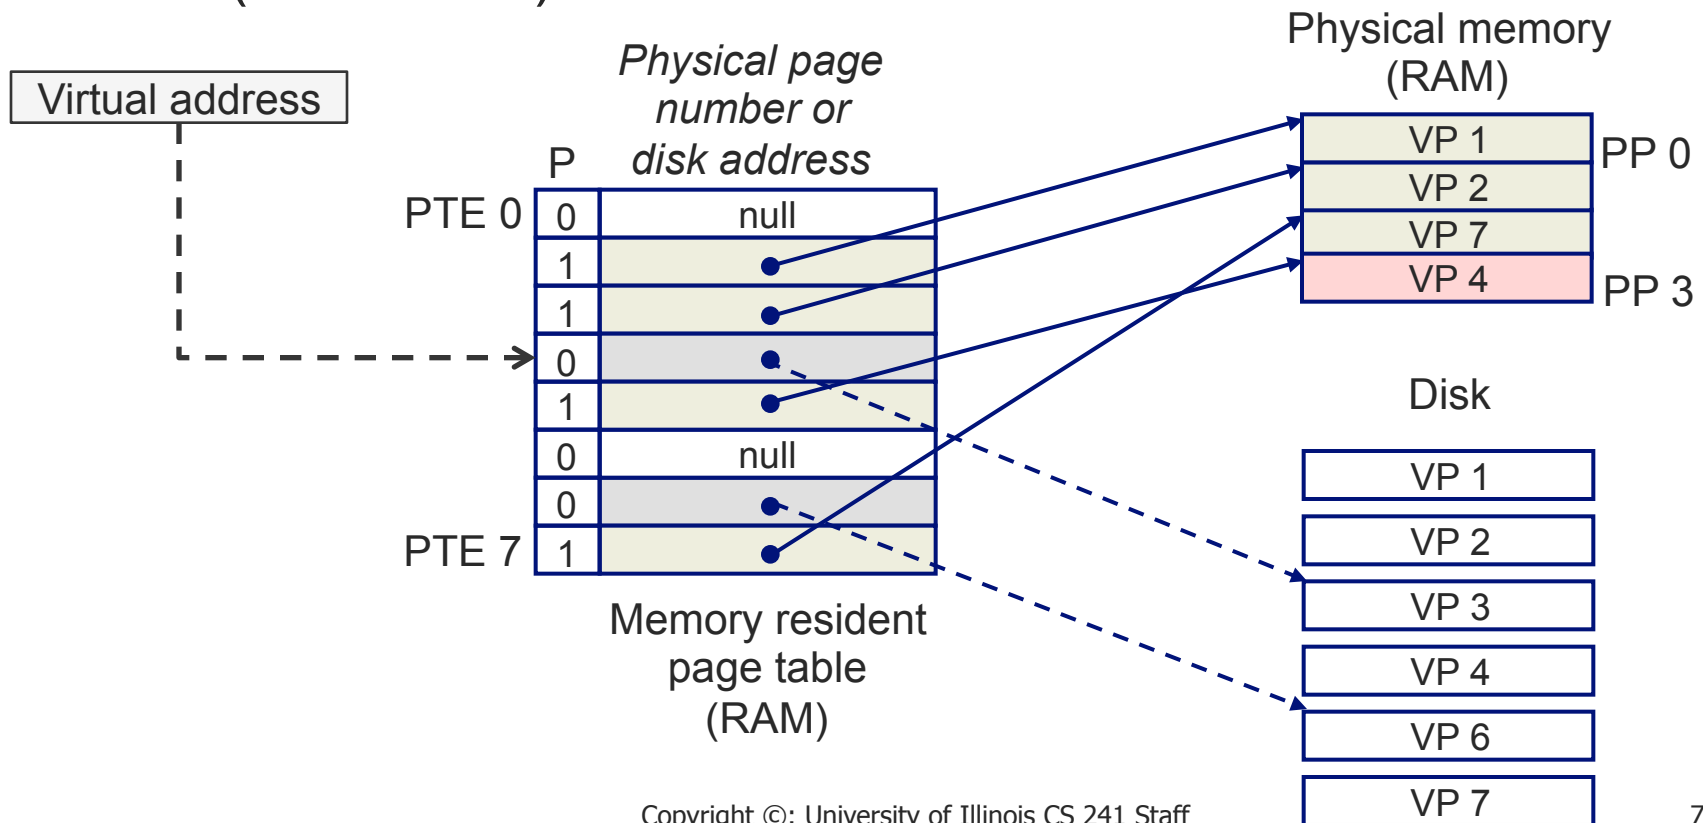 Virtual address
Physical page
number or
disk address
P
PTE 0
0
null
1
1
0
1
0
null
0
PTE 7
1
Memory resident
page table
(RAM)
Physical memory
(RAM)
VP 1
PP 0
VP 2
VP 7
VP 4
PP 3
Disk
VP 1
VP 2
VP 3
VP 4
VP 6
VP 7
Copyright ©: University of Illinois CS 241 Staff
7